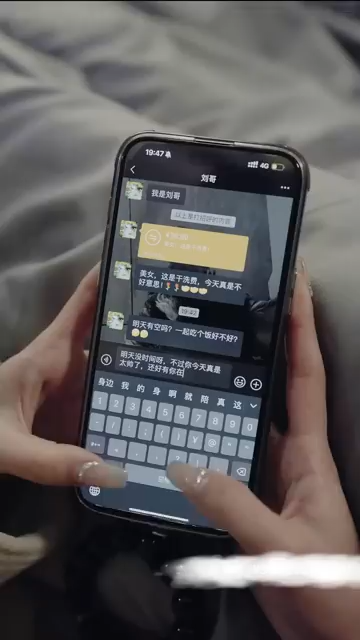 19:47
4G
刘哥
我是刘哥
以上是打招呼的内容
美女，这是干洗费，今天真是不
好意思！
19:47
明天有空吗？一起吃个饭好不好？
明天没时间呀，不过你今天真是
太帅了，还好有你在
身边 我 的 身 啊 就 陪 真 这
1 2 3 4 5 6 7 8 9 0